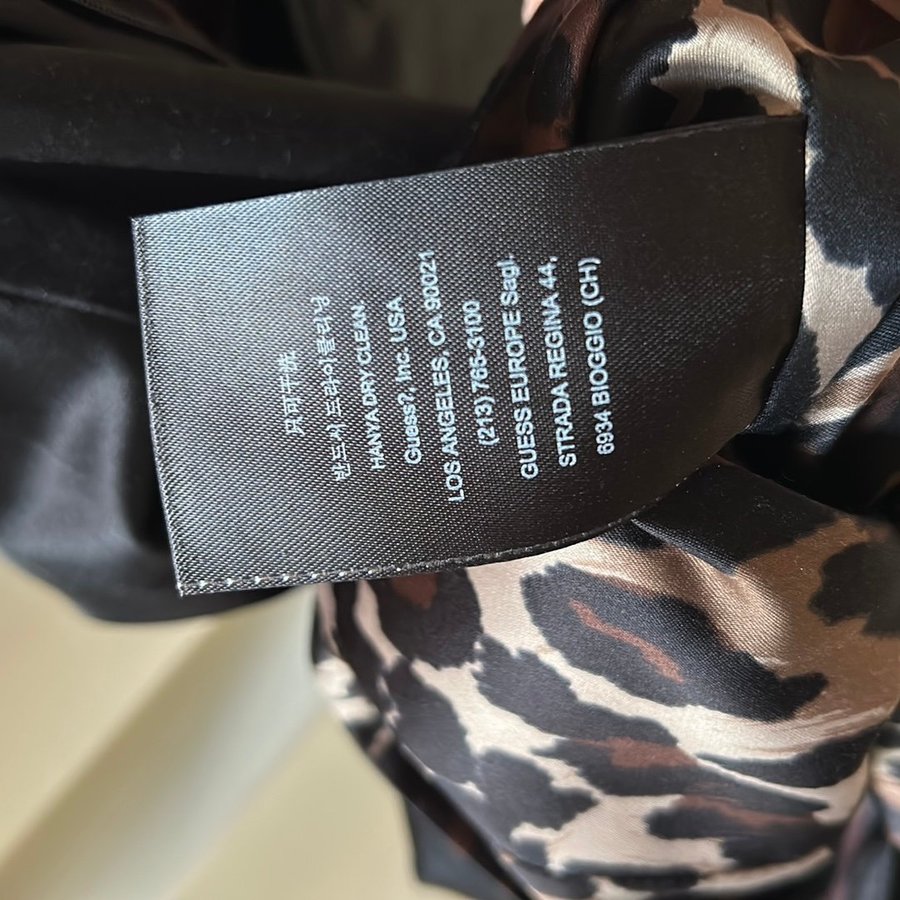 只可干洗
반드시 드라이클리닝
HANYA DRY CLEAN
Guess?, Inc. USA
LOS ANGELES, CA 90021
(213) 765-3100
GUESS EUROPE Sagl.
STRADA REGINA 44,
6934 BIOGGIO (CH)